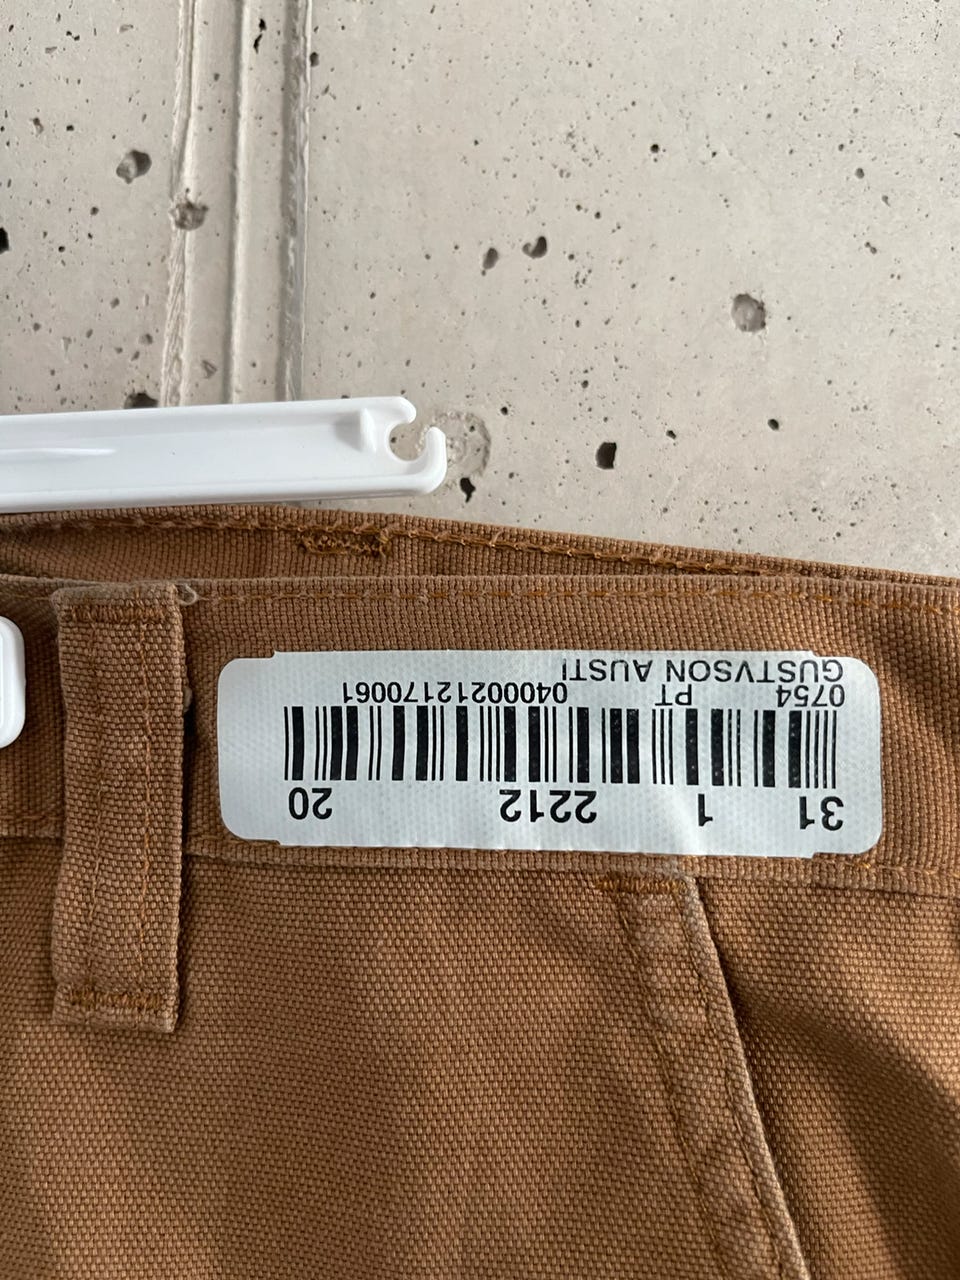 31 1 2212 20
0754 PT 04000212170061
GUSTVSON AUSTI